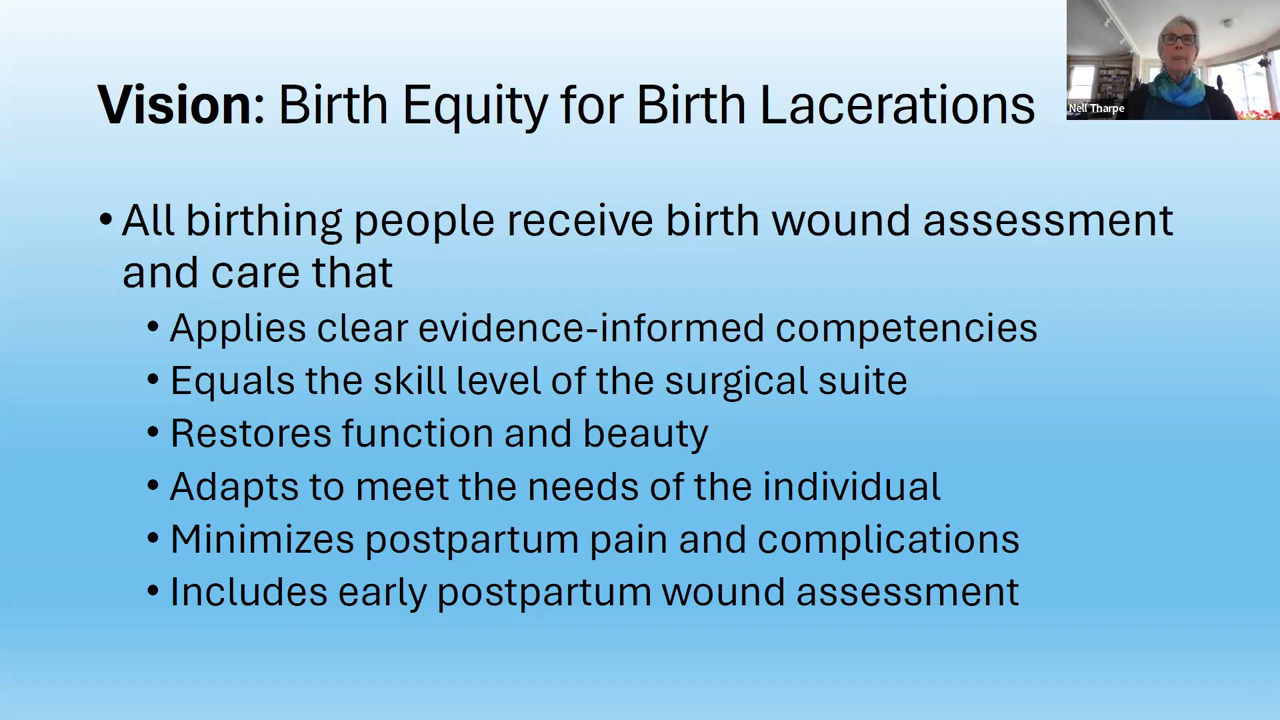 Vision: Birth Equity for Birth Lacerations
Nell Tharpe
• All birthing people receive birth wound assessment
and care that
• Applies clear evidence-informed competencies
• Equals the skill level of the surgical suite
• Restores function and beauty
• Adapts to meet the needs of the individual
• Minimizes postpartum pain and complications
• Includes early postpartum wound assessment